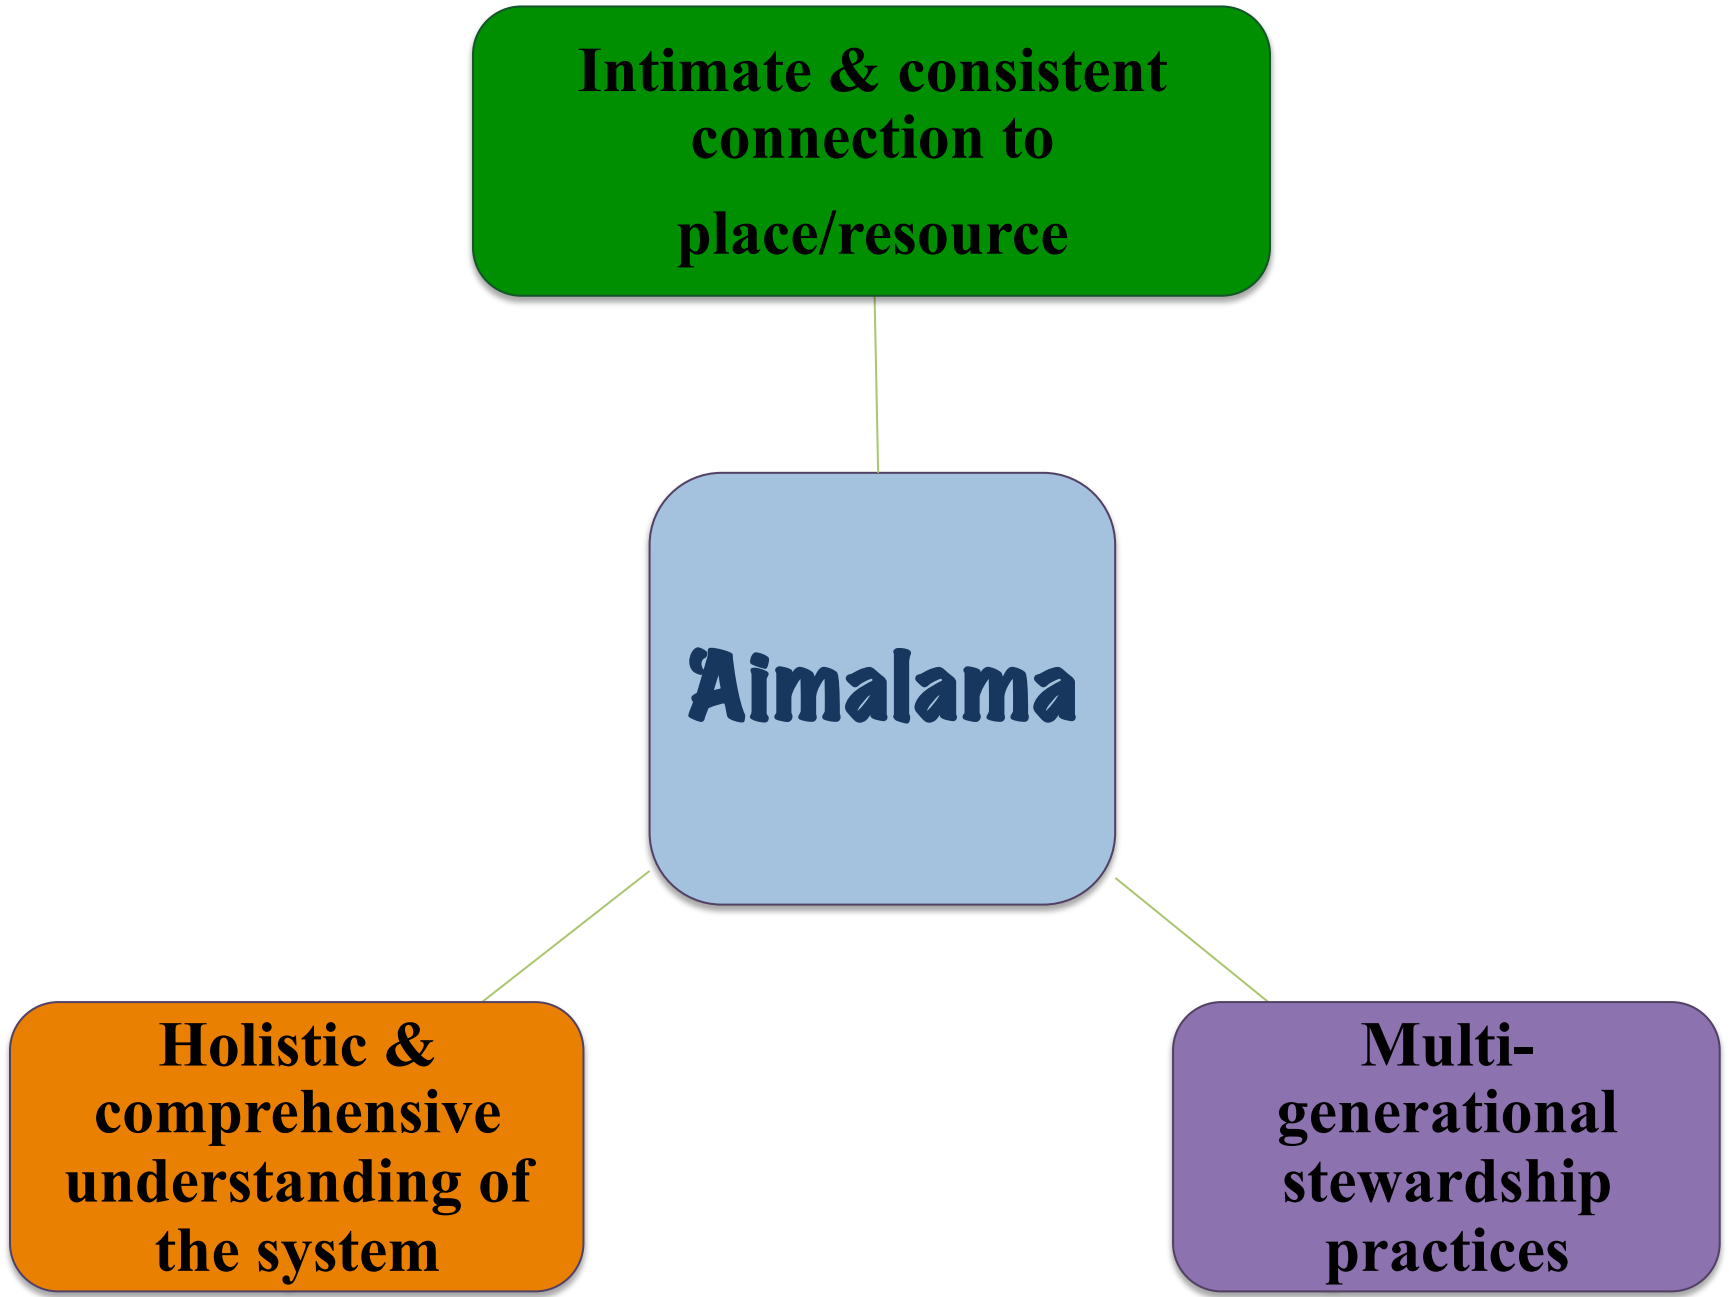 Intimate & consistent
connection to
place/resource
ʻAimalama
Holistic &
comprehensive
understanding of
the system
Multi-
generational
stewardship
practices